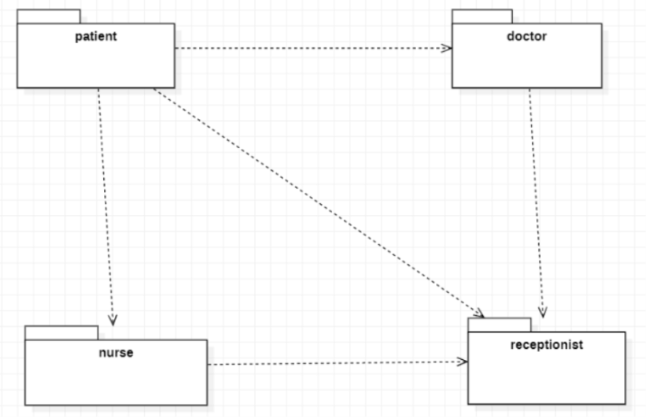 patient
doctor
nurse
receptionist